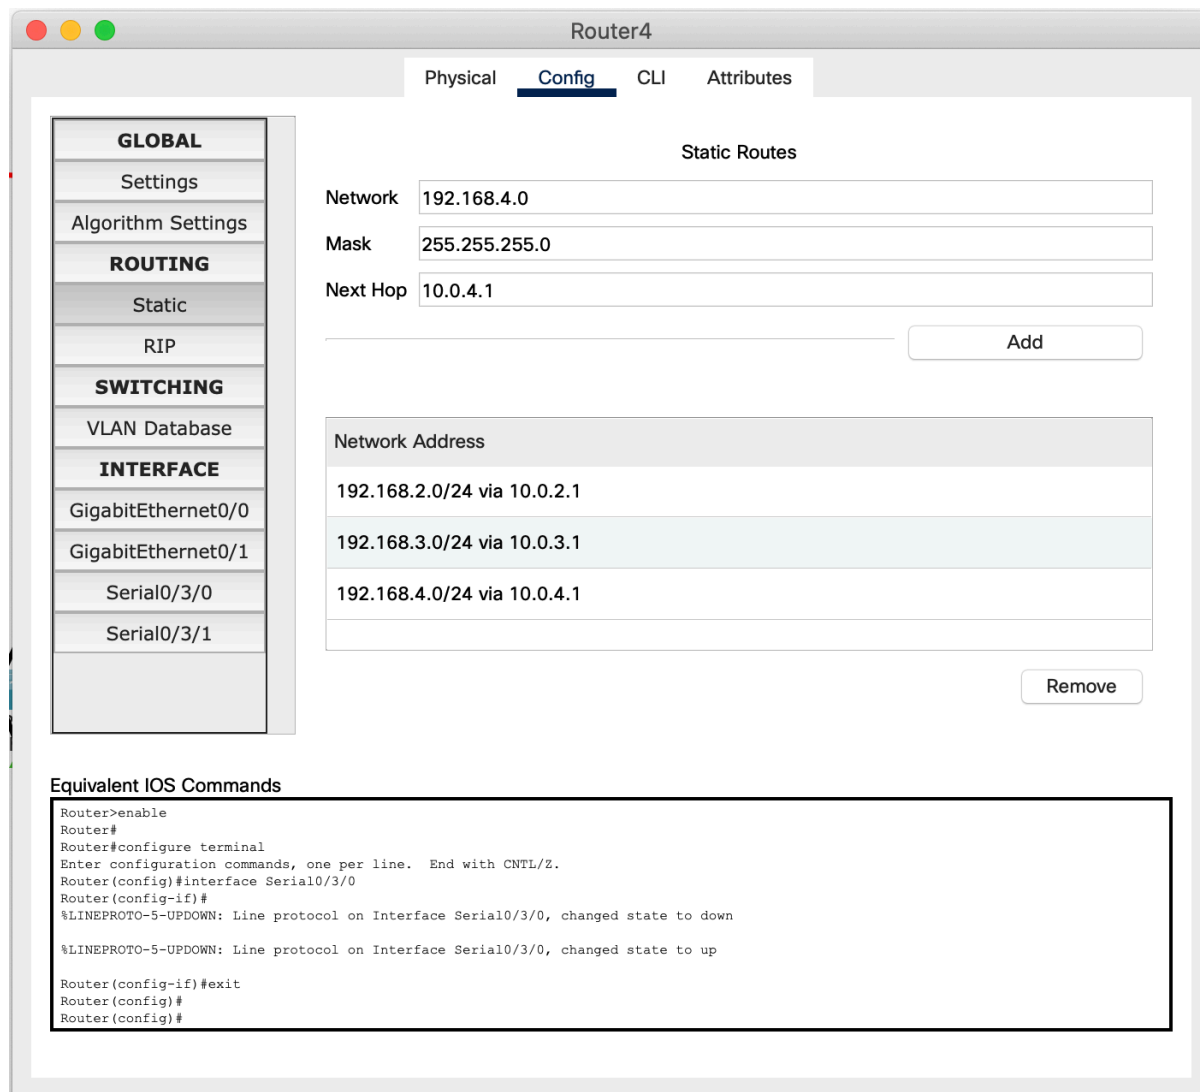 Router4
Physical Config CLI Attributes
GLOBAL
Settings
Algorithm Settings
ROUTING
Static
RIP
SWITCHING
VLAN Database
INTERFACE
GigabitEthernet0/0
GigabitEthernet0/1
Serial0/3/0
Serial0/3/1
Static Routes
Network 192.168.4.0
Mask 255.255.255.0
Next Hop 10.0.4.1
Add
Network Address
192.168.2.0/24 via 10.0.2.1
192.168.3.0/24 via 10.0.3.1
192.168.4.0/24 via 10.0.4.1
Remove
Equivalent IOS Commands
Router>enable
Router#
Router#configure terminal
Enter configuration commands, one per line.  End with CNTL/Z.
Router(config)#interface Serial0/3/0
Router(config-if)#
%LINEPROTO-5-UPDOWN: Line protocol on Interface Serial0/3/0, changed state to down
%LINEPROTO-5-UPDOWN: Line protocol on Interface Serial0/3/0, changed state to up
Router(config-if)#exit
Router(config)#
Router(config)#